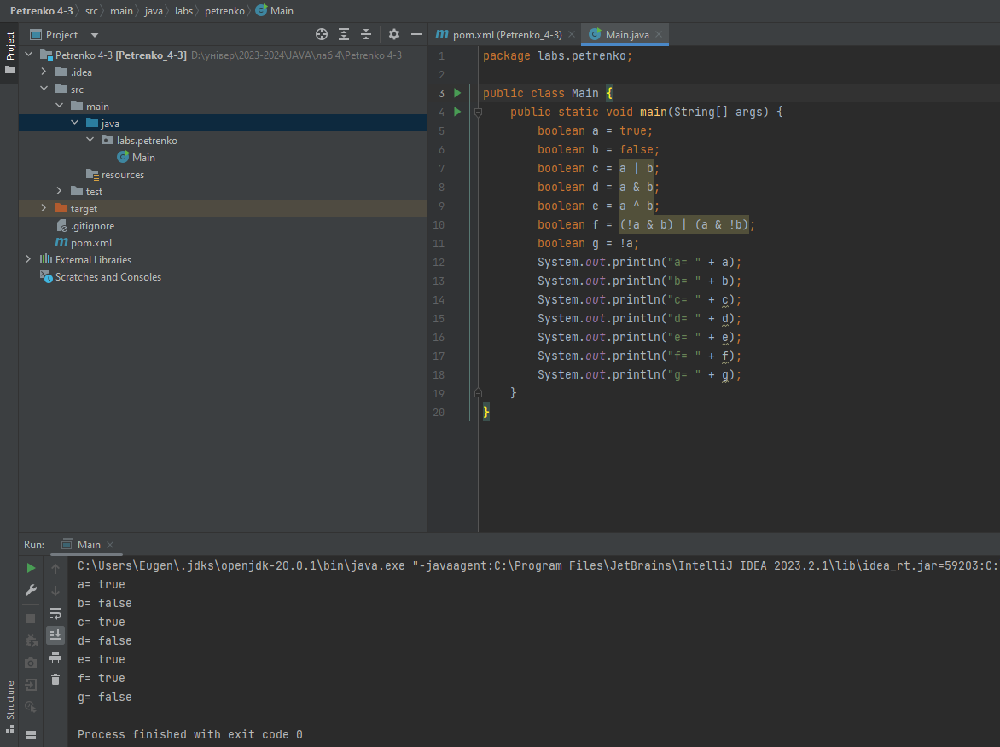 Petrenko 4-3 src main java labs petrenko Main
Project
Project
Petrenko 4-3 [Petrenko_4-3] D:\універ\2023-2024\JAVA\лаб 4\Petrenko 4-3
.idea
src
main
java
labs.petrenko
Main
resources
test
target
.gitignore
pom.xml
External Libraries
Scratches and Consoles
pom.xml (Petrenko_4-3) Main.java
1 package labs.petrenko;
2
3 public class Main {
4 public static void main(String[] args) {
5 boolean a = true;
6 boolean b = false;
7 boolean c = a | b;
8 boolean d = a & b;
9 boolean e = a ^ b;
10 boolean f = (!a & b) | (a & !b);
11 boolean g = !a;
12 System.out.println("a= " + a);
13 System.out.println("b= " + b);
14 System.out.println("c= " + c);
15 System.out.println("d= " + d);
16 System.out.println("e= " + e);
17 System.out.println("f= " + f);
18 System.out.println("g= " + g);
19 }
20 }
Run: Main
C:\Users\Eugen\.jdks\openjdk-20.0.1\bin\java.exe "-javaagent:C:\Program Files\JetBrains\IntelliJ IDEA 2023.2.1\lib\idea_rt.jar=59203:C:
a= true
b= false
c= true
d= false
e= true
f= true
g= false
Process finished with exit code 0
Structure